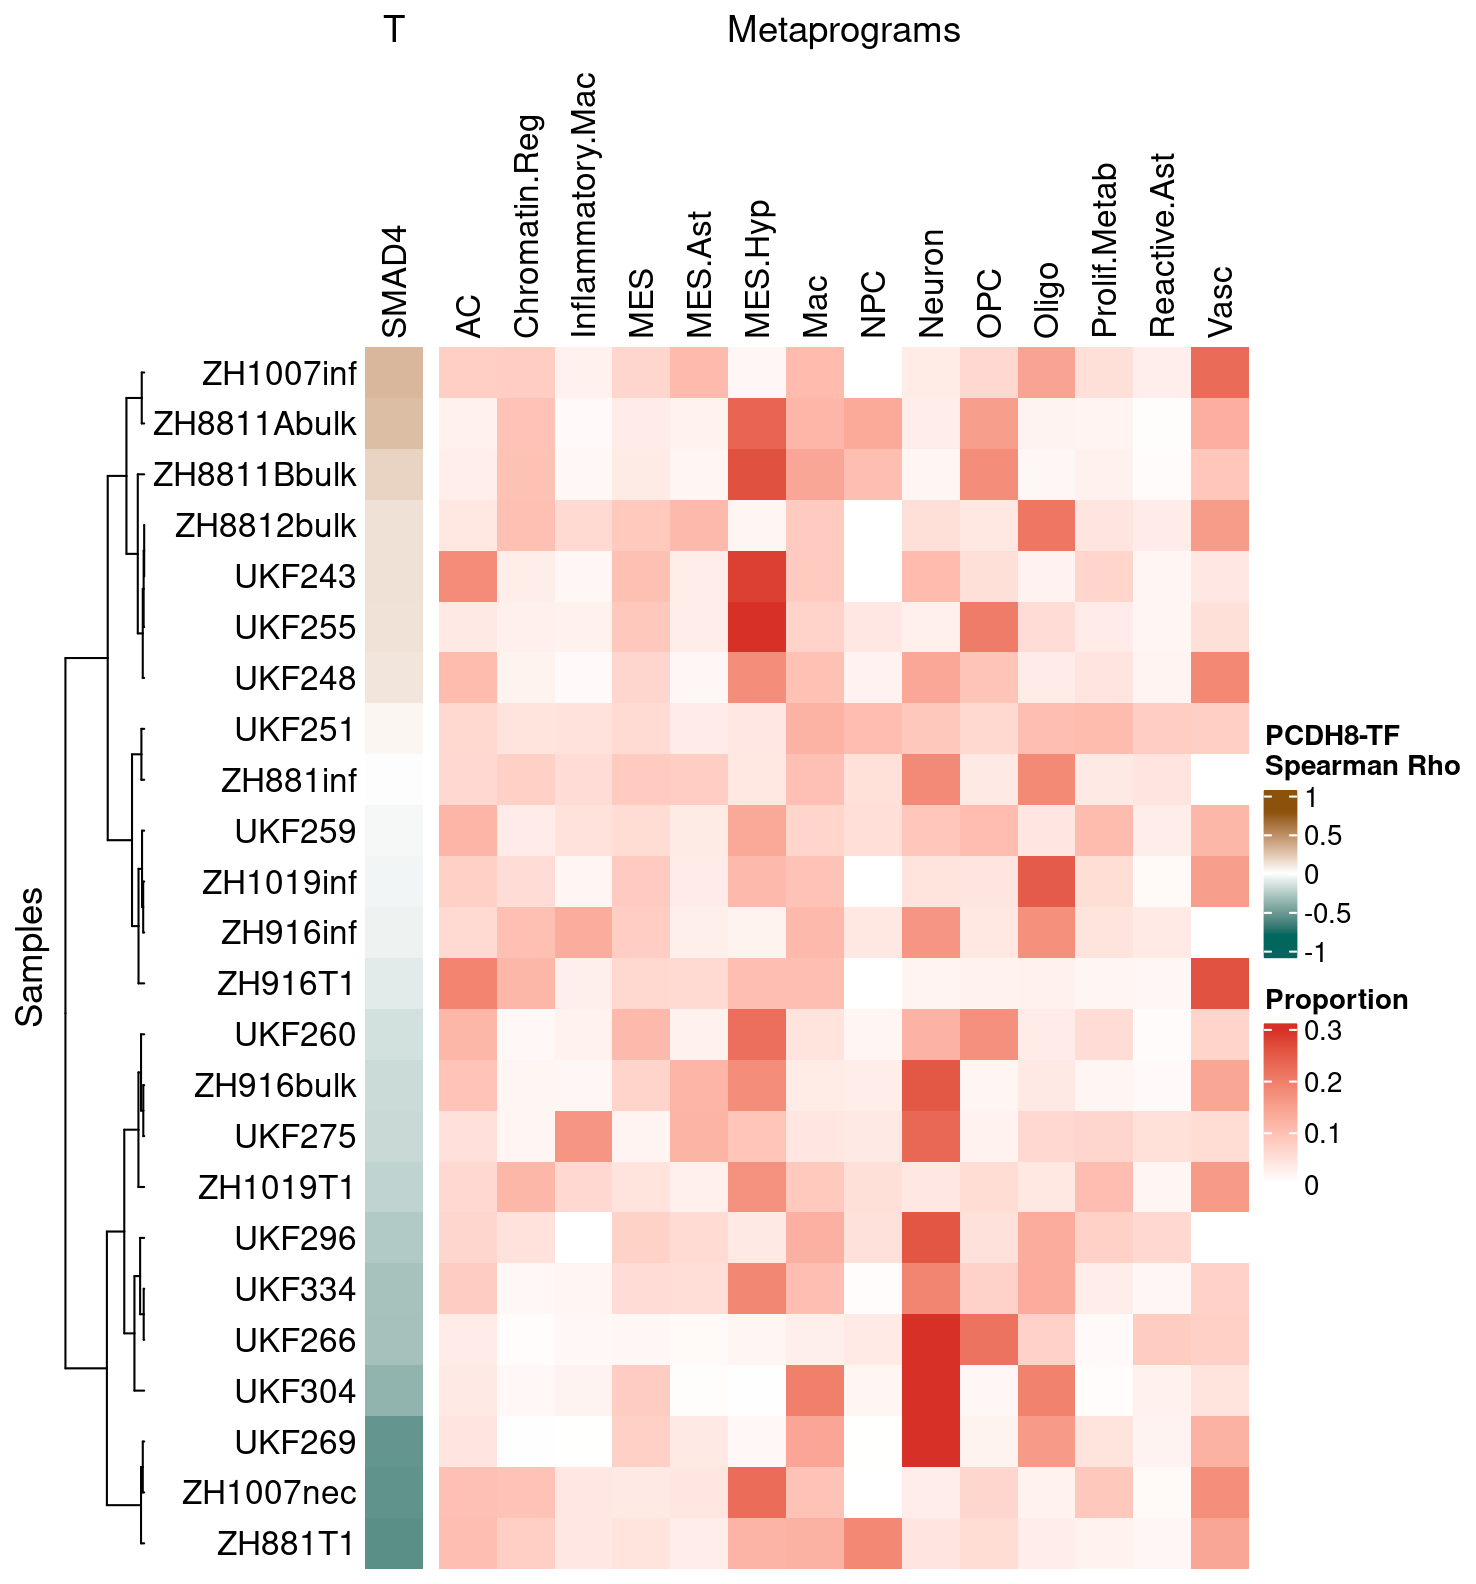 T
Metaprograms
SMAD4
AC
Chromatin.Reg
Inflammatory.Mac
MES
MES.Ast
MES.Hyp
Mac
NPC
Neuron
OPC
Oligo
Prolif.Metab
Reactive.Ast
Vasc
Samples
ZH1007inf
ZH8811Abulk
ZH8811Bbulk
ZH8812bulk
UKF243
UKF255
UKF248
UKF251
ZH881inf
UKF259
ZH1019inf
ZH916inf
ZH916T1
UKF260
ZH916bulk
UKF275
ZH1019T1
UKF296
UKF334
UKF266
UKF304
UKF269
ZH1007nec
ZH881T1
PCDH8-TF
Spearman Rho
1
0.5
0
-0.5
-1
Proportion
0.3
0.2
0.1
0